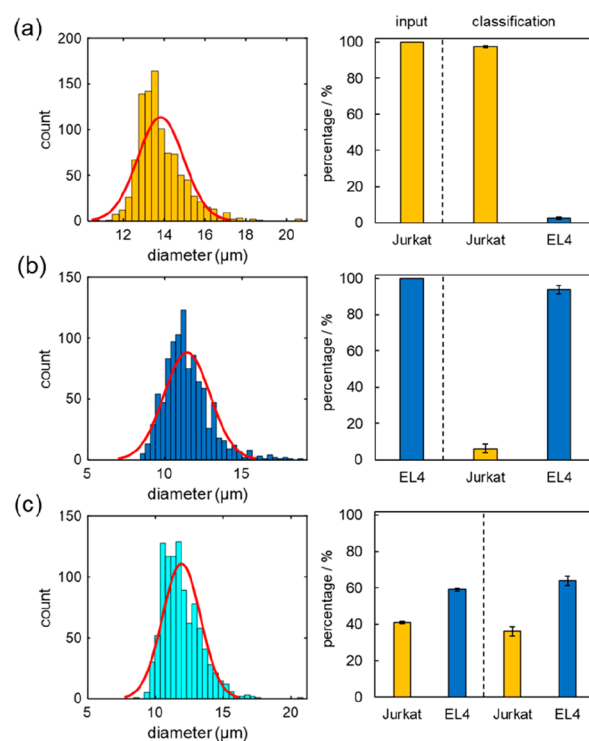 (a)
200
150
100
50
0
count
12 14 16 18 20
diameter (µm)
input classification
100
80
60
40
20
0
percentage / %
Jurkat Jurkat EL4
(b)
150
100
50
0
count
5 10 15
diameter (µm)
100
80
60
40
20
0
percentage / %
EL4 Jurkat EL4
(c)
150
100
50
0
count
5 10 15 20
diameter (µm)
100
80
60
40
20
0
percentage / %
Jurkat EL4 Jurkat EL4